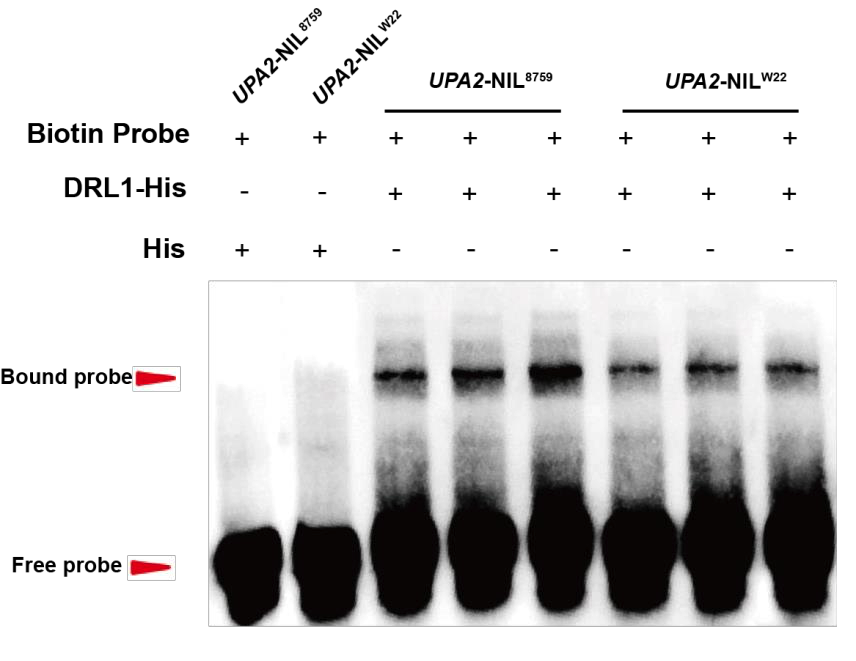 UPA2-NIL8759
UPA2-NILW22
UPA2-NIL8759
UPA2-NILW22
Biotin Probe + + + + + + + +
DRL1-His - - + + + + + +
His + + - - - - - -
Bound probe
Free probe